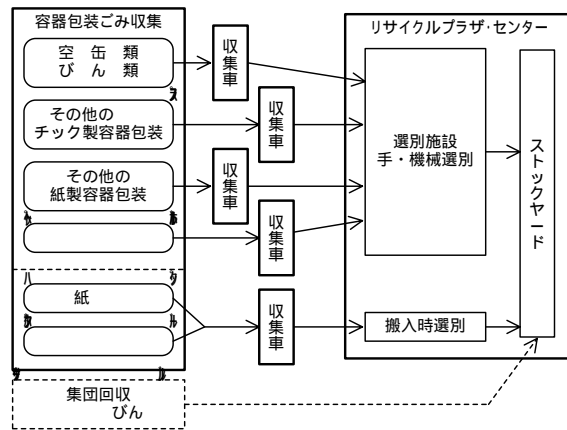 容器包装ごみ収集
空 缶 類
びん 類
その他の
チック製容器包装
その他の
紙製容器包装
紙
集団回収
びん
収集車
収集車
収集車
収集車
収集車
リサイクルプラザ・センター
選別施設
手・機械選別
搬入時選別
ストックヤード